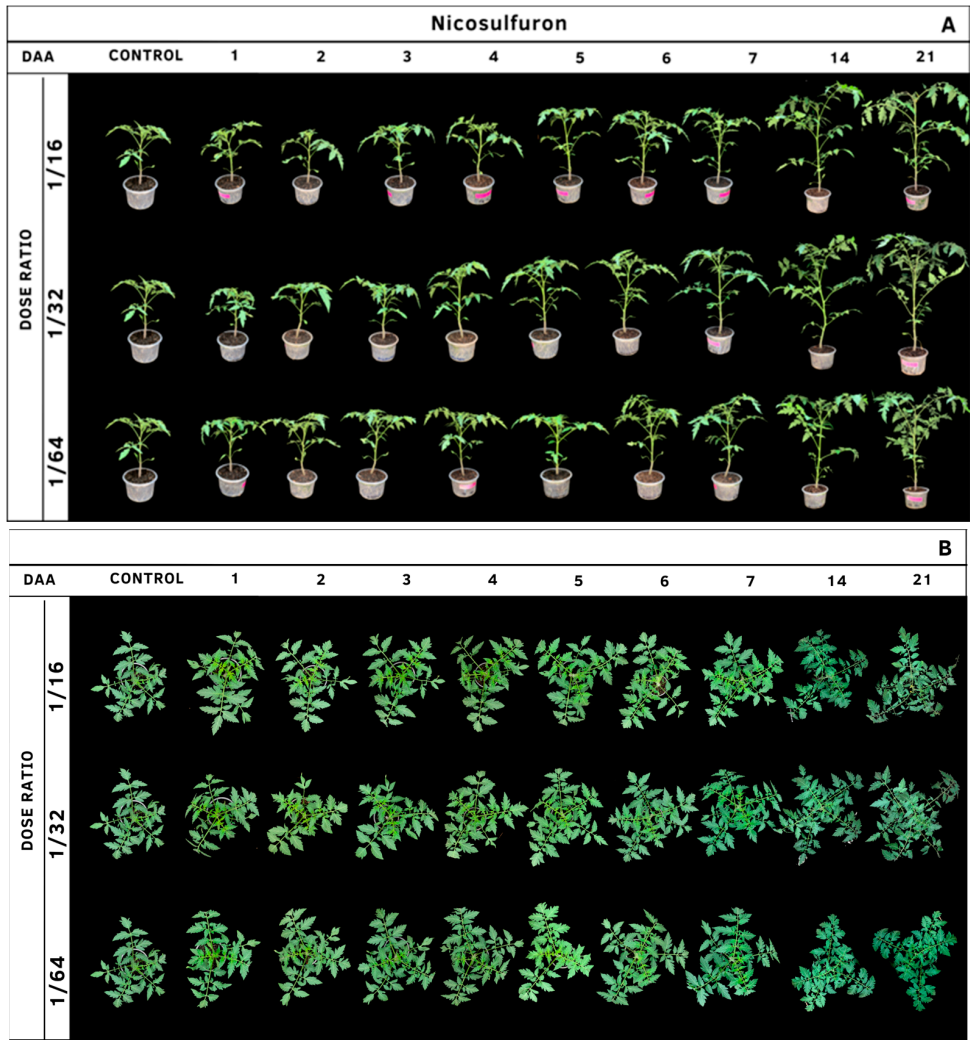 Nicosulfuron A
DAA CONTROL 1 2 3 4 5 6 7 14 21
DOSE RATIO
1/16
1/32
1/64
B
DAA CONTROL 1 2 3 4 5 6 7 14 21
DOSE RATIO
1/16
1/32
1/64